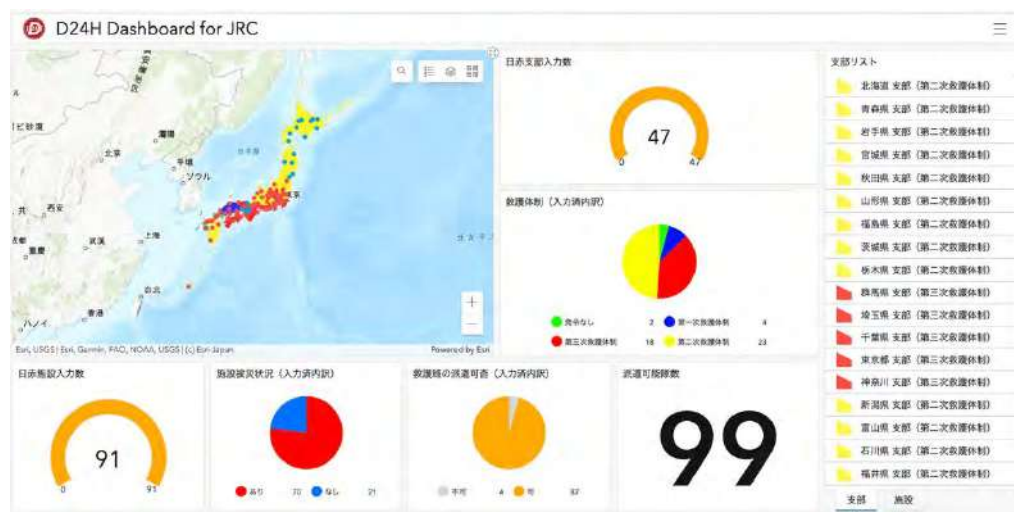 D24H Dashboard for JRC
日赤支部入力数
47
0
47
支部リスト
北海道 支部（第二次救護体制）
青森県 支部（第二次救護体制）
岩手県 支部（第二次救護体制）
宮城県 支部（第二次救護体制）
秋田県 支部（第二次救護体制）
山形県 支部（第二次救護体制）
福島県 支部（第二次救護体制）
茨城県 支部（第二次救護体制）
栃木県 支部（第二次救護体制）
群馬県 支部（第三次救護体制）
埼玉県 支部（第三次救護体制）
千葉県 支部（第三次救護体制）
東京都 支部（第三次救護体制）
神奈川 支部（第三次救護体制）
新潟県 支部（第二次救護体制）
富山県 支部（第二次救護体制）
石川県 支部（第二次救護体制）
福井県 支部（第二次救護体制）
支部
施設
瀋陽
北京
平壌
ソウル
日本海
西安
上海
武漢
重慶
台北
香港
ハノイ
Esri, USGS | Esri, Garmin, FAO, NOAA, USGS | (c) Esri Japan
Powered by Esri
救護体制（入力済内訳）
発令なし 2
第一次救護体制 4
第三次救護体制 18
第二次救護体制 23
日赤施設入力数
91
0
91
施設被災状況（入力済内訳）
あり 70
なし 21
救護班の派遣可否（入力済内訳）
不可 4
可 87
派遣可能隊数
99